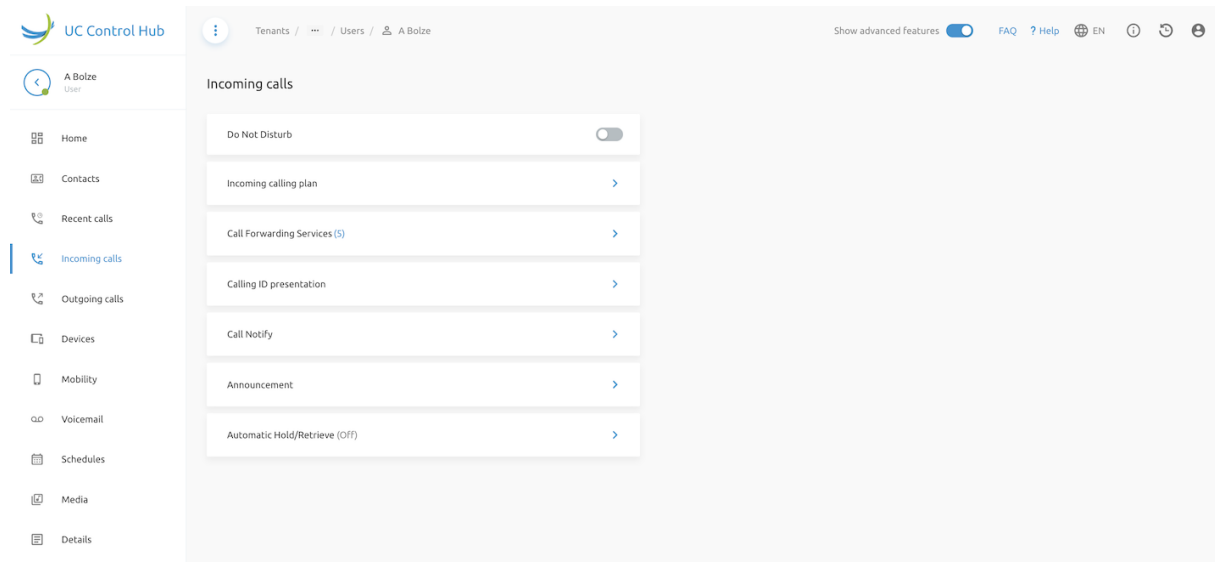 UC Control Hub
Tenants / ... / Users / A Bolze
Show advanced features
FAQ
? Help
EN
A Bolze
User
Home
Contacts
Recent calls
Incoming calls
Outgoing calls
Devices
Mobility
Voicemail
Schedules
Media
Details
Incoming calls
Do Not Disturb
Incoming calling plan
Call Forwarding Services (5)
Calling ID presentation
Call Notify
Announcement
Automatic Hold/Retrieve (Off)